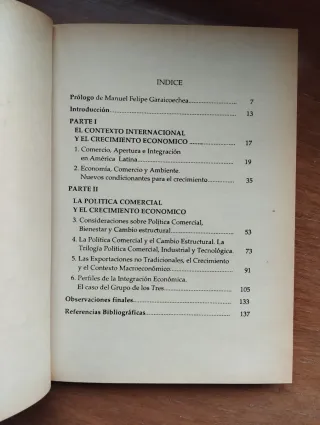 INDICE
Prólogo de Manuel Felipe Garaicoechea 7
Introducción 13
PARTE I
EL CONTEXTO INTERNACIONAL
Y EL CRECIMIENTO ECONOMICO 17
1. Comercio, Apertura e Integración
en América Latina 19
2. Economía, Comercio y Ambiente.
Nuevos condicionantes para el crecimiento 35
PARTE II
LA POLITICA COMERCIAL
Y EL CRECIMIENTO ECONOMICO
3. Consideraciones sobre Política Comercial,
Bienestar y Cambio estructural 53
4. La Política Comercial y el Cambio Estructural. La
Trilogía Política Comercial, Industrial y Tecnológica. 73
5. Las Exportaciones no Tradicionales, el Crecimiento
y el Contexto Macroeconómico 91
6. Perfiles de la Integración Económica.
El caso del Grupo de los Tres 105
Observaciones finales 133
Referencias Bibliográficas 137